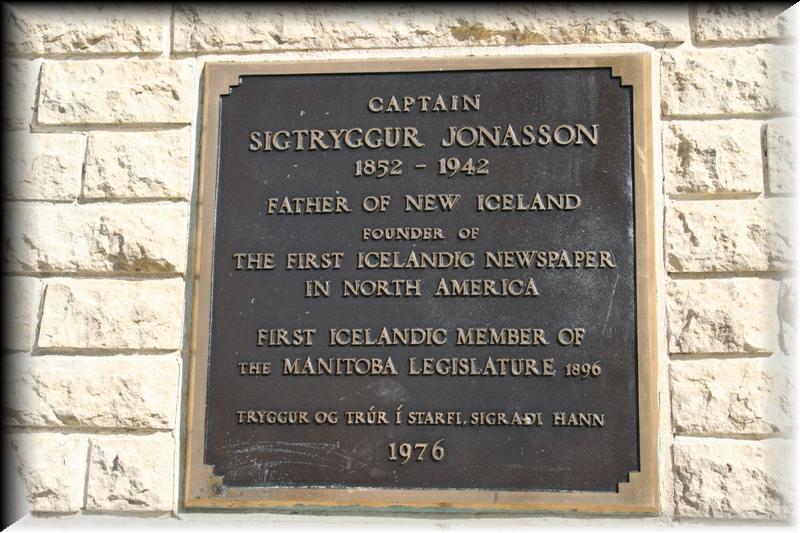 CAPTAIN
SIGTRYGGUR JONASSON
1852 - 1942
FATHER OF NEW ICELAND
FOUNDER OF
THE FIRST ICELANDIC NEWSPAPER
IN NORTH AMERICA
FIRST ICELANDIC MEMBER OF
THE MANITOBA LEGISLATURE 1896
TRYGGUR OG TRÚR Í STARFI, SIGRAÐI HANN
1976